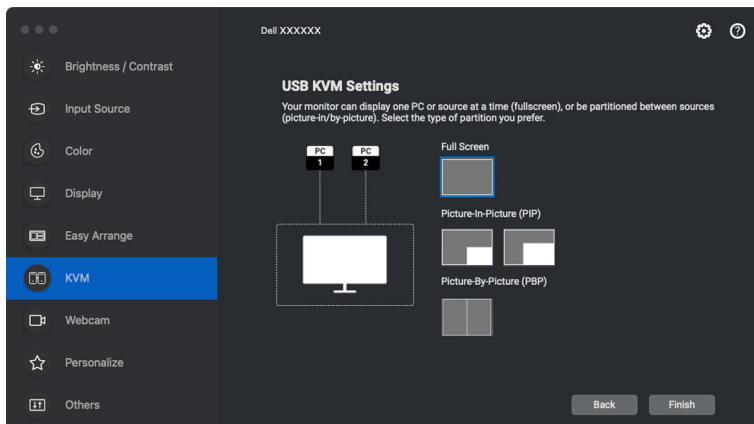 Dell XXXXXX
Brightness / Contrast
Input Source
Color
Display
Easy Arrange
KVM
Webcam
Personalize
Others
USB KVM Settings
Your monitor can display one PC or source at a time (fullscreen), or be partitioned between sources
(picture-in/by-picture). Select the type of partition you prefer.
PC
1
PC
2
Full Screen
Picture-In-Picture (PIP)
Picture-By-Picture (PBP)
Back
Finish